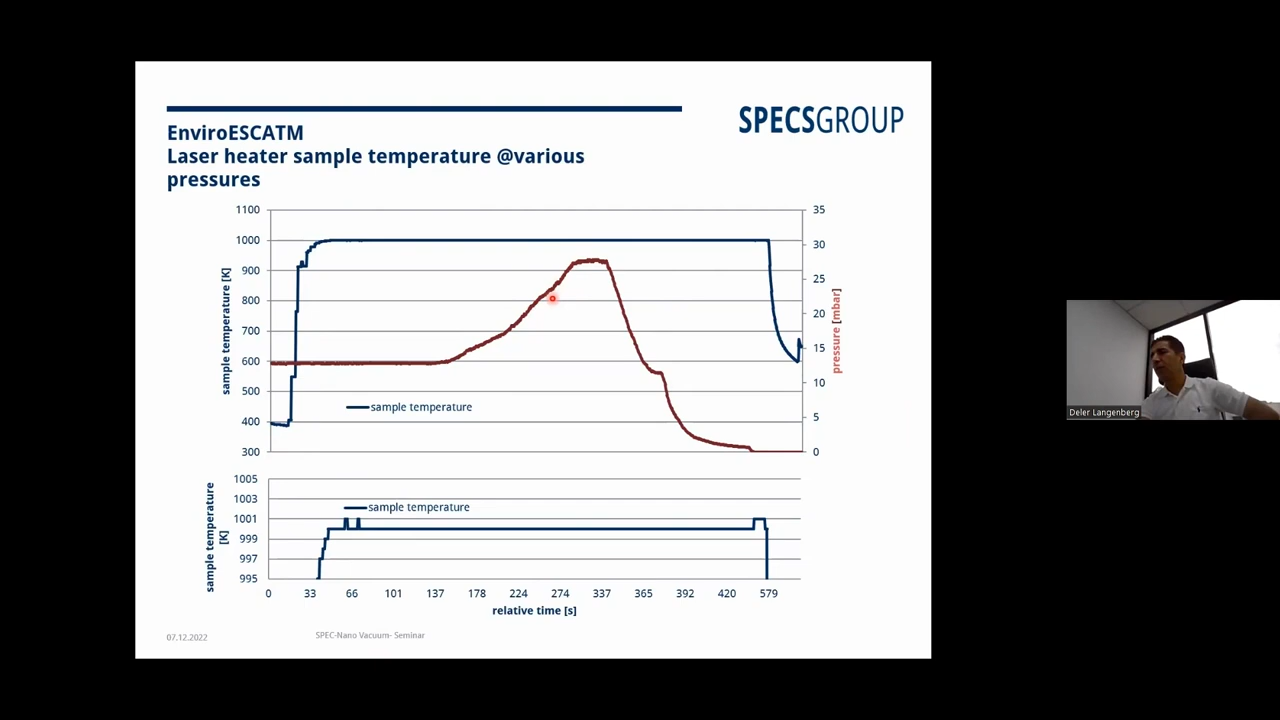 SPECSGROUP
EnviroESCATM
Laser heater sample temperature @various
pressures
1100
1000
900
800
700
600
500
400
300
sample temperature [K]
35
30
25
20
15
10
5
0
pressure [mbar]
sample temperature
1005
1003
1001
999
997
995
sample temperature
[K]
sample temperature
0 33 66 101 137 178 224 274 337 365 392 420 579
relative time [s]
07.12.2022
SPEC-Nano Vacuum- Seminar
Deler Langenberg